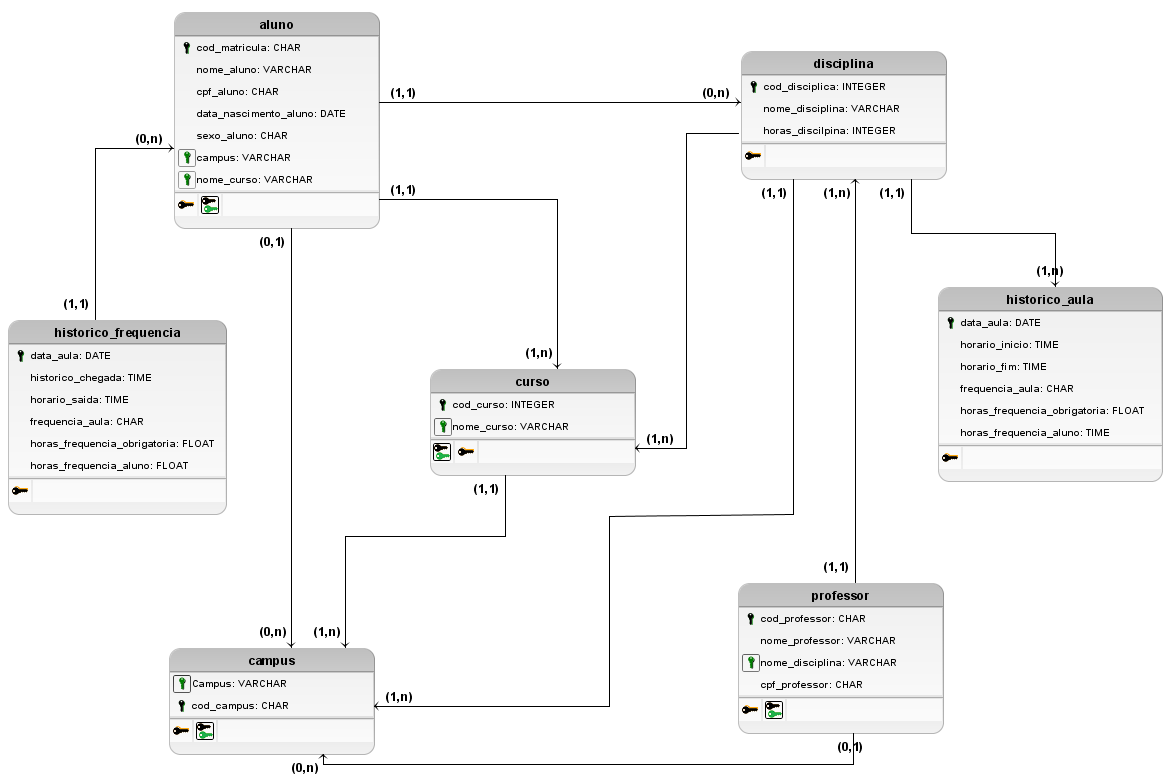 aluno
cod_matricula: CHAR
nome_aluno: VARCHAR
cpf_aluno: CHAR
data_nascimento_aluno: DATE
sexo_aluno: CHAR
campus: VARCHAR
nome_curso: VARCHAR
(1,1)
(0,n)
disciplina
cod_disciplica: INTEGER
nome_disciplina: VARCHAR
horas_discilpina: INTEGER
(0,n)
(1,1)
(1,1)
(1,n)
(1,1)
(0,1)
(1,1)
historico_frequencia
data_aula: DATE
historico_chegada: TIME
horario_saida: TIME
frequencia_aula: CHAR
horas_frequencia_obrigatoria: FLOAT
horas_frequencia_aluno: FLOAT
(1,n)
historico_aula
data_aula: DATE
horario_inicio: TIME
horario_fim: TIME
frequencia_aula: CHAR
horas_frequencia_obrigatoria: FLOAT
horas_frequencia_aluno: TIME
(1,n)
curso
cod_curso: INTEGER
nome_curso: VARCHAR
(1,n)
(1,1)
(1,1)
professor
cod_professor: CHAR
nome_professor: VARCHAR
nome_disciplina: VARCHAR
cpf_professor: CHAR
(0,n)
(1,n)
campus
Campus: VARCHAR
cod_campus: CHAR
(1,n)
(0,1)
(0,n)